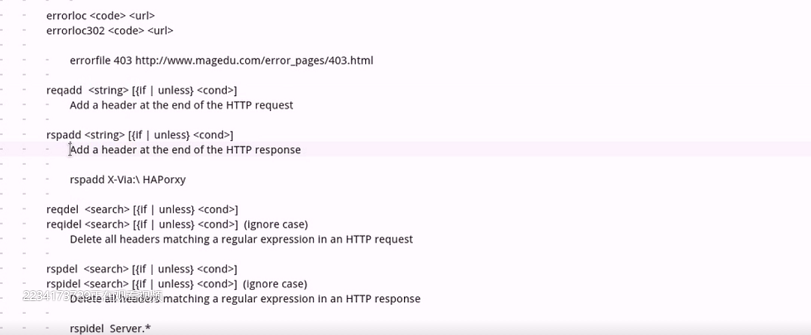 errorloc <code> <url>
errorloc302 <code> <url>
errorfile 403 http://www.magedu.com/error_pages/403.html
reqadd <string> [{if | unless} <cond>]
Add a header at the end of the HTTP request
rspadd <string> [{if | unless} <cond>]
Add a header at the end of the HTTP response
rspadd X-Via:\ HAPorxy
reqdel <search> [{if | unless} <cond>]
reqidel <search> [{if | unless} <cond>] (ignore case)
Delete all headers matching a regular expression in an HTTP request
rspdel <search> [{if | unless} <cond>]
rspidel <search> [{if | unless} <cond>] (ignore case)
Delete all headers matching a regular expression in an HTTP response
rspidel Server.*